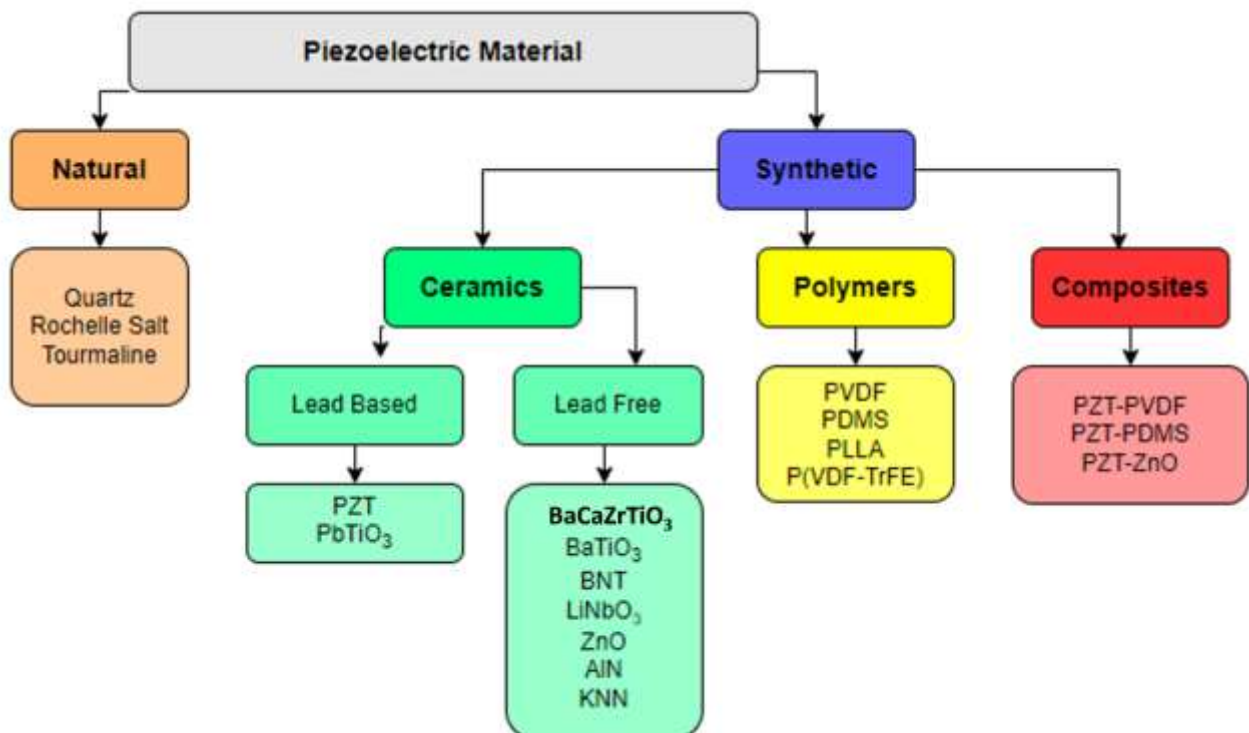 Piezoelectric Material
Natural
Synthetic
Quartz
Rochelle Salt
Tourmaline
Ceramics
Polymers
Composites
Lead Based
Lead Free
PVDF
PDMS
PLLA
P(VDF-TrFE)
PZT-PVDF
PZT-PDMS
PZT-ZnO
PZT
PbTiO₃
BaCaZrTiO₃
BaTiO₃
BNT
LiNbO₃
ZnO
AlN
KNN